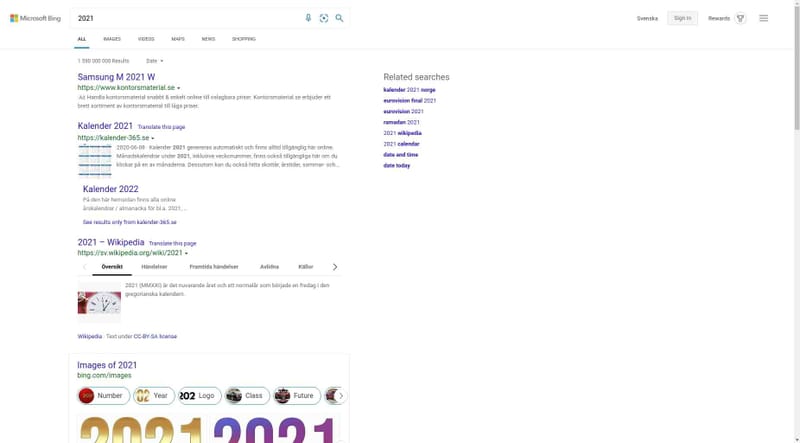 Microsoft Bing
2021
Svenska
Sign in
Rewards
ALL
IMAGES
VIDEOS
MAPS
NEWS
SHOPPING
Results
Date
Samsung M 2021 W
https://www.kontorsmaterial.se
Ad Handla kontorsmaterial snabbt & enkelt online till oslagbara priser. Kontorsmaterial.se erbjuder ett
brett sortiment av kontorsmaterial till låga priser.
Kalender 2021 Translate this page
https://kalender-365.se
2020-06-08 · Kalender 2021 genereras automatiskt och finns alltid tillgänglig här online.
Månadskalendrar under 2021, inklusive veckonummer, finns också tillgängliga här om du
klickar på en av månaderna. Dessutom kan du också hitta skottår, årstider, sommar- och...
Kalender 2022
På den här hemsidan finns alla online
årskalendrar / almanacka för bl.a. 2021, ...
See results only from kalender-365.se
2021 – Wikipedia Translate this page
https://sv.wikipedia.org/wiki/2021
Översikt
Händelser
Framtida händelser
Avlidna
Källor
2021 (MMXXI) är det nuvarande året och ett normalår som började en fredag i den
gregorianska kalendern.
Wikipedia · Text under CC-BY-SA license
Images of 2021
bing.com/images
Number
Year
Logo
Class
Future
2021
2021
Related searches
kalender 2021 norge
eurovision final 2021
eurovision 2021
ramadan 2021
2021 wikipedia
2021 calendar
date and time
date today